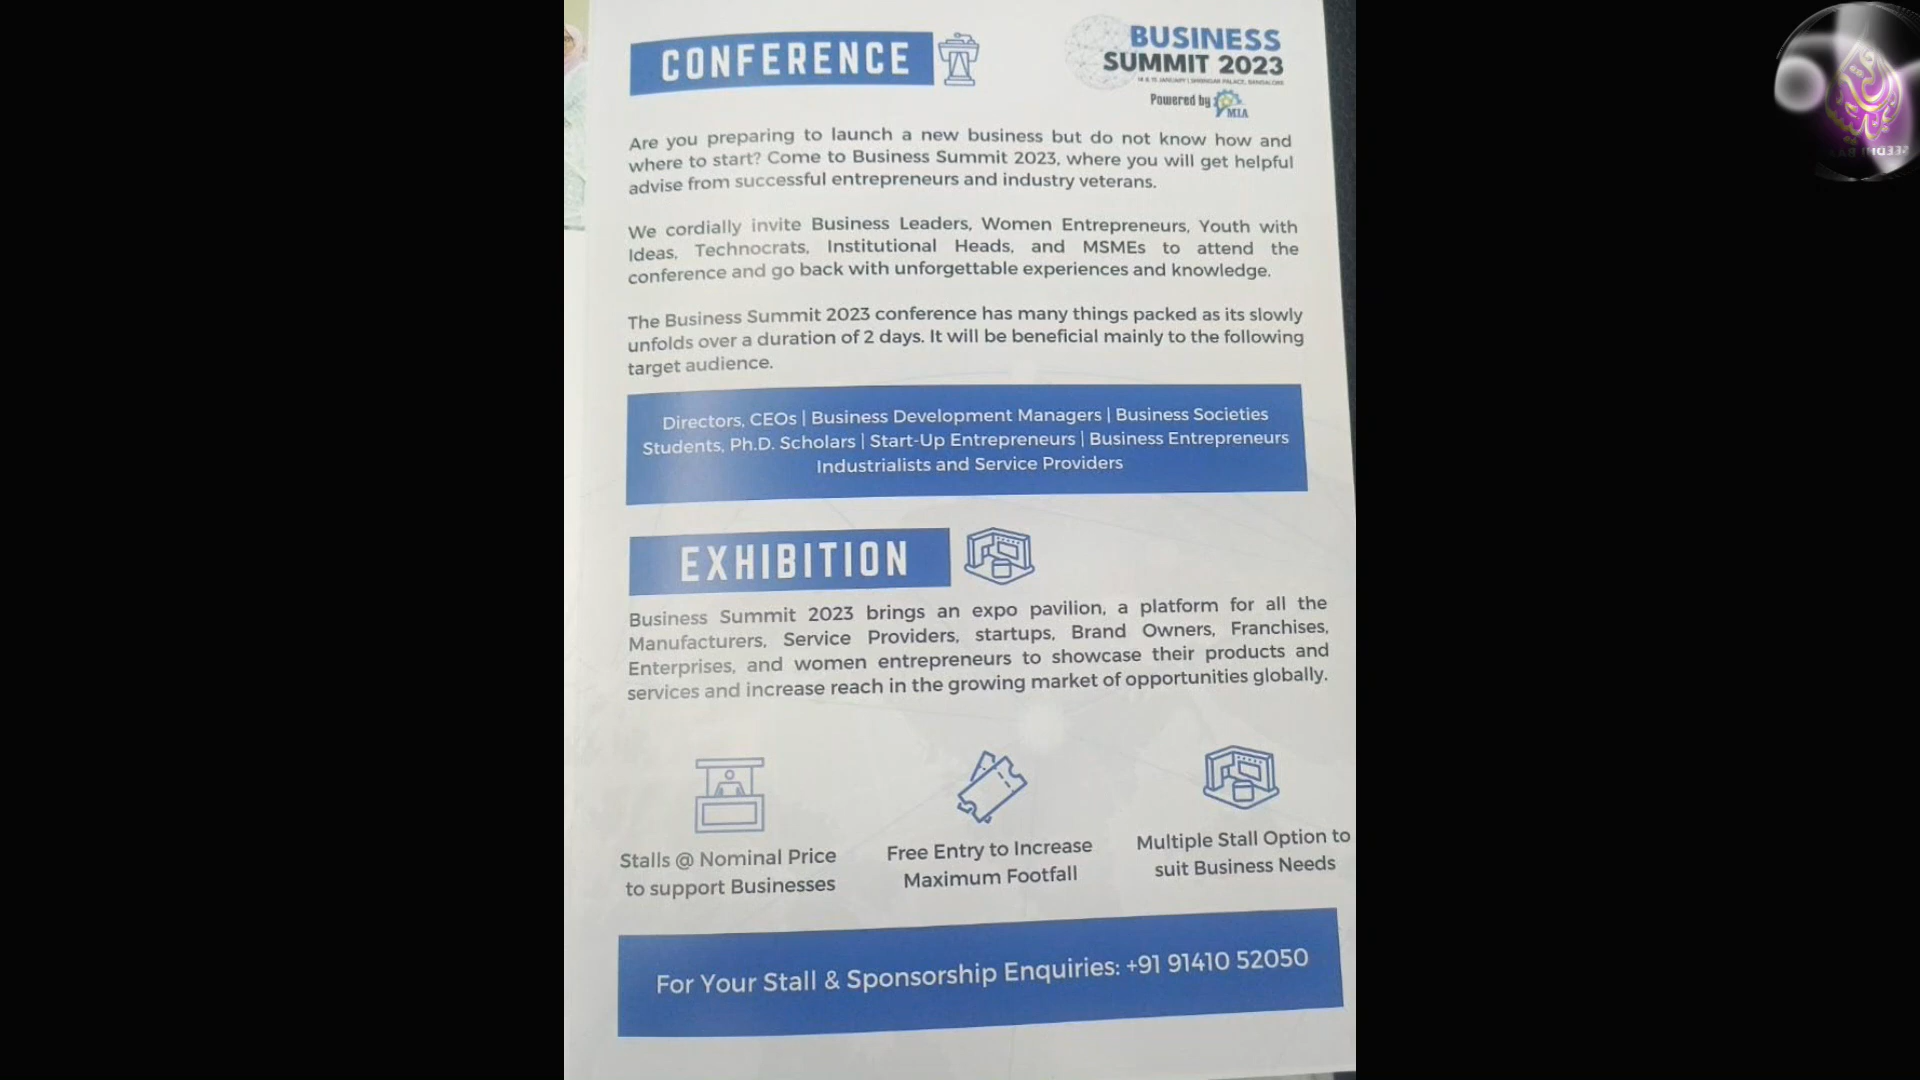 CONFERENCE
BUSINESS
SUMMIT 2023
14 & 15 JANUARY | SHRINGAR PALACE, BANGALORE
Powered by MIA
Are you preparing to launch a new business but do not know how and
where to start? Come to Business Summit 2023, where you will get helpful
advise from successful entrepreneurs and industry veterans.
We cordially invite Business Leaders, Women Entrepreneurs, Youth with
Ideas, Technocrats, Institutional Heads, and MSMEs to attend the
conference and go back with unforgettable experiences and knowledge.
The Business Summit 2023 conference has many things packed as its slowly
unfolds over a duration of 2 days. It will be beneficial mainly to the following
target audience.
Directors, CEOs | Business Development Managers | Business Societies
Students, Ph.D. Scholars | Start-Up Entrepreneurs | Business Entrepreneurs
Industrialists and Service Providers
EXHIBITION
Business Summit 2023 brings an expo pavilion, a platform for all the
Manufacturers, Service Providers, startups, Brand Owners, Franchises,
Enterprises, and women entrepreneurs to showcase their products and
services and increase reach in the growing market of opportunities globally.
Stalls @ Nominal Price
to support Businesses
Free Entry to Increase
Maximum Footfall
Multiple Stall Option to
suit Business Needs
For Your Stall & Sponsorship Enquiries: +91 91410 52050